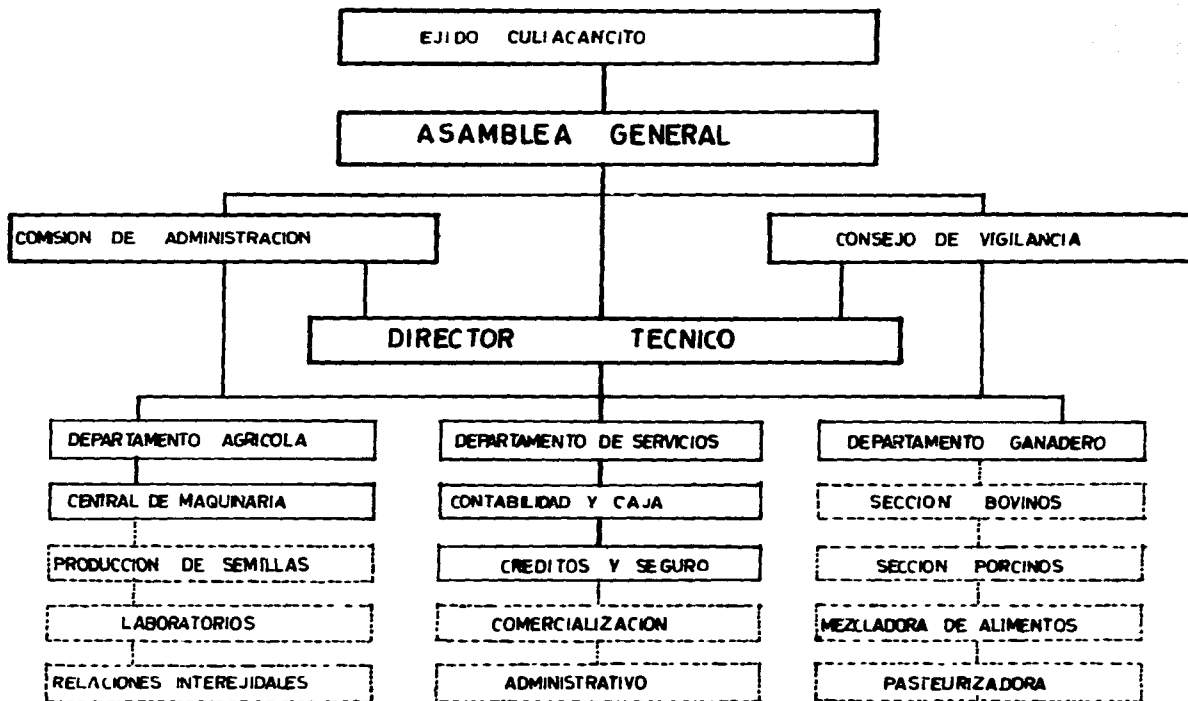 EJIDO CULIACANCITO
ASAMBLEA GENERAL
COMISION DE ADMINISTRACION
CONSEJO DE VIGILANCIA
DIRECTOR TECNICO
DEPARTAMENTO AGRICOLA
DEPARTAMENTO DE SERVICIOS
DEPARTAMENTO GANADERO
CENTRAL DE MAQUINARIA
CONTABILIDAD Y CAJA
SECCION BOVINOS
PRODUCCION DE SEMILLAS
CREDITOS Y SEGURO
SECCION PORCINOS
LABORATORIOS
COMERCIALIZACION
MEZCLADORA DE ALIMENTOS
RELACIONES INTEREJIDALES
ADMINISTRATIVO
PASTEURIZADORA